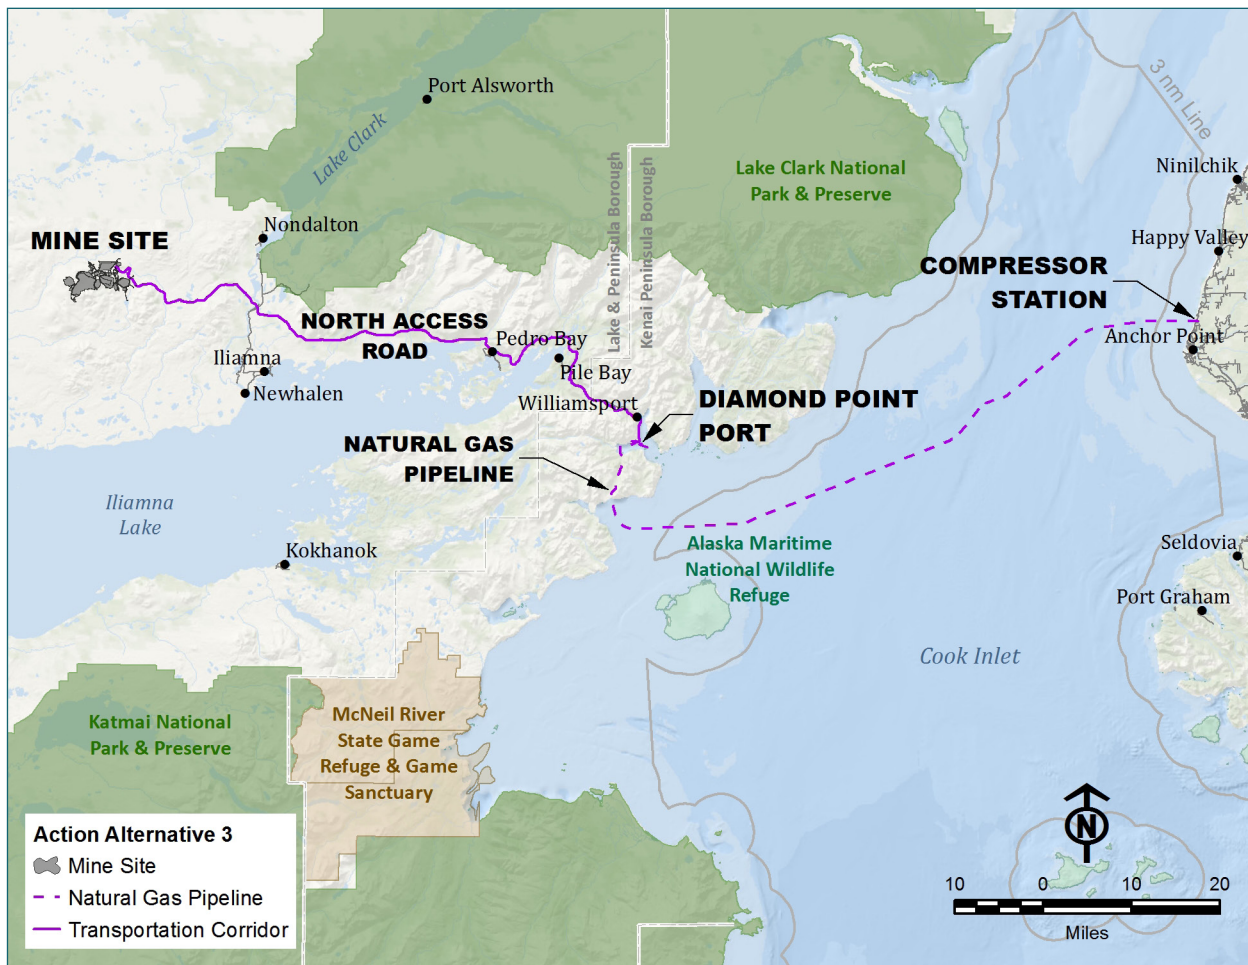 Port Alsworth
Lake Clark
3 nm Line
Ninilchik
Lake Clark National
Park & Preserve
Lake & Peninsula Borough
Kenai Peninsula Borough
Nondalton
MINE SITE
Happy Valley
COMPRESSOR
STATION
NORTH ACCESS
ROAD
Pedro Bay
Anchor Point
Iliamna
Pile Bay
Newhalen
Williamsport
DIAMOND POINT
PORT
NATURAL GAS
PIPELINE
Iliamna
Lake
Alaska Maritime
National Wildlife
Refuge
Kokhanok
Seldovia
Port Graham
Cook Inlet
Katmai National
Park & Preserve
McNeil River
State Game
Refuge & Game
Sanctuary
Action Alternative 3
Mine Site
Natural Gas Pipeline
Transportation Corridor
N
10 0 10 20
Miles